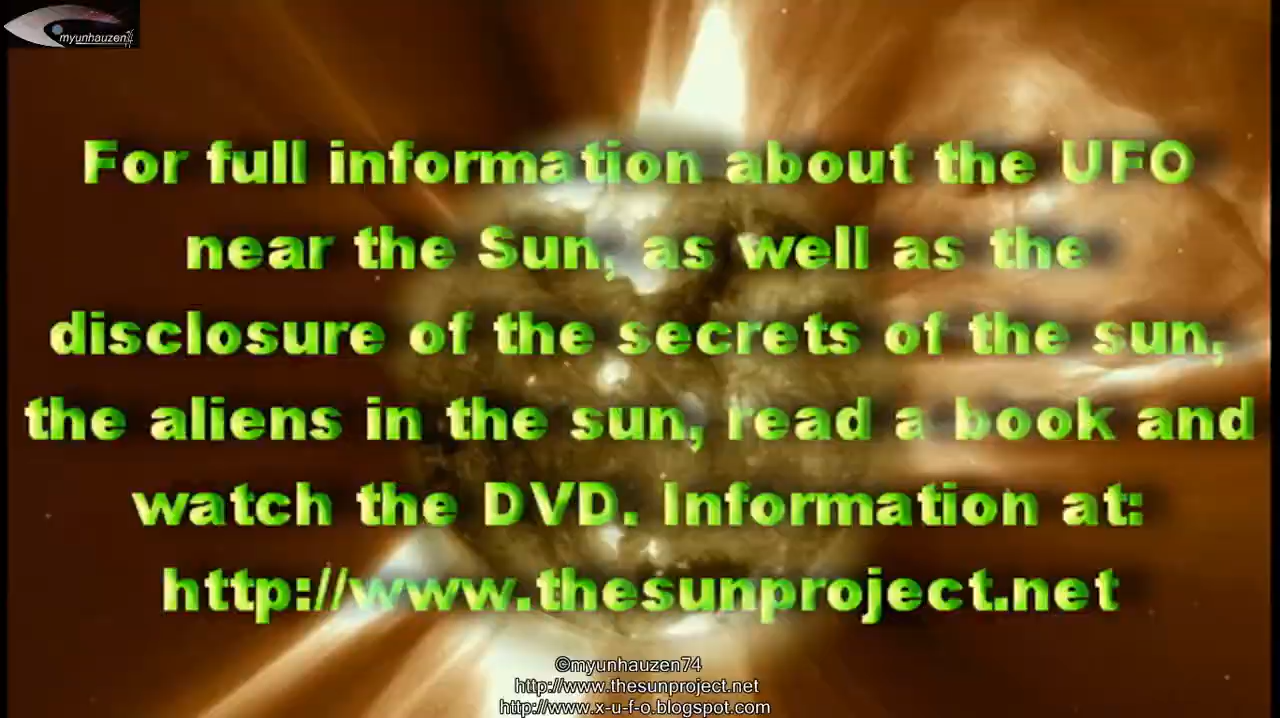 myunhauzen74
For full information about the UFO
near the Sun, as well as the
disclosure of the secrets of the sun,
the aliens in the sun, read a book and
watch the DVD. Information at:
http://www.thesunproject.net
©myunhauzen74
http://www.thesunproject.net
http://www.x-u-f-o.blogspot.com